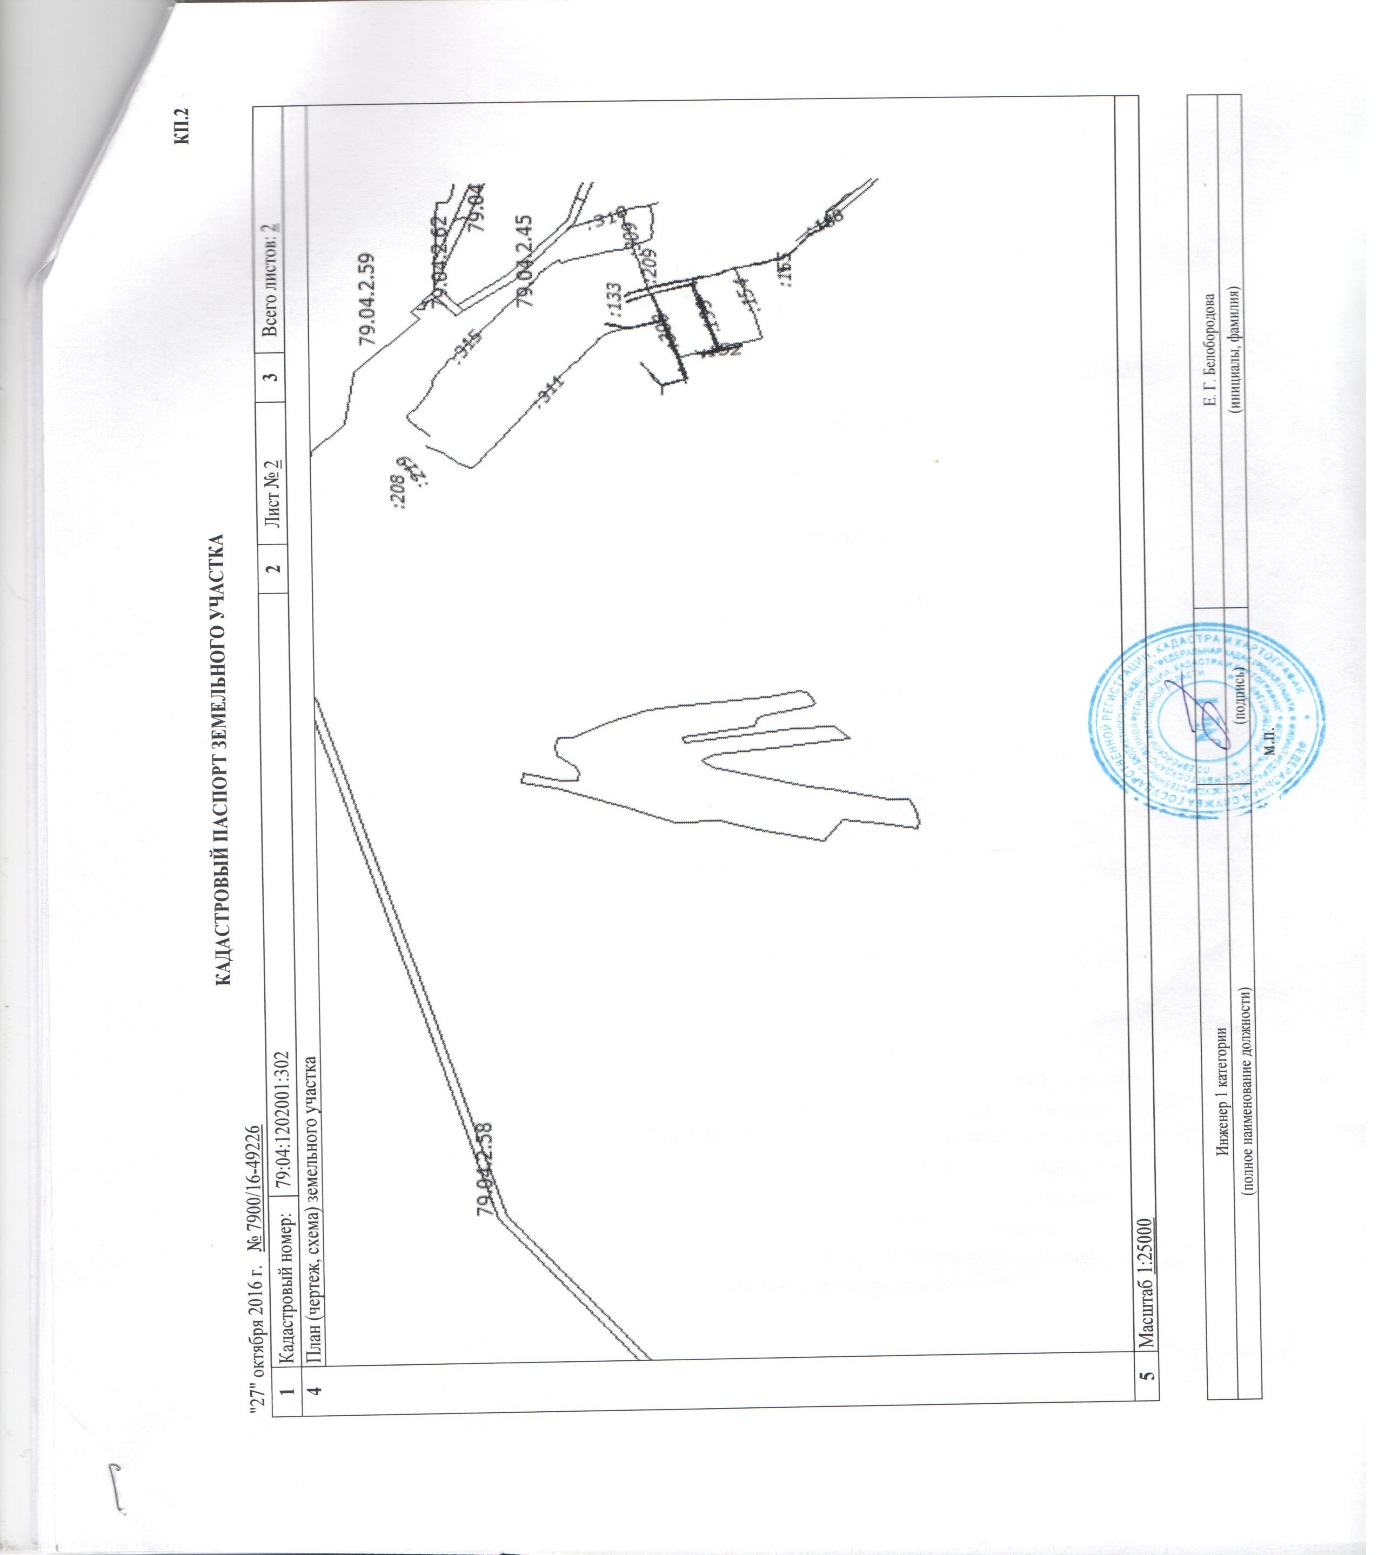 КП.2
КАДАСТРОВЫЙ ПАСПОРТ ЗЕМЕЛЬНОГО УЧАСТКА
"27" октября 2016 г. № 7900/16-49226
1 Кадастровый номер: 79:04:1202001:302 2 Лист № 2 3 Всего листов: 2
4 План (чертеж, схема) земельного участка
79.04.2.59
79.04.2.62
79.04
79.04.2.45
:315
:133
:209
:311
:208
:154
:155
79.04.2.58
5 Масштаб 1:25000
Инженер 1 категории Е. Г. Белобородова
(полное наименование должности) (подпись) (инициалы, фамилия)
М.П.